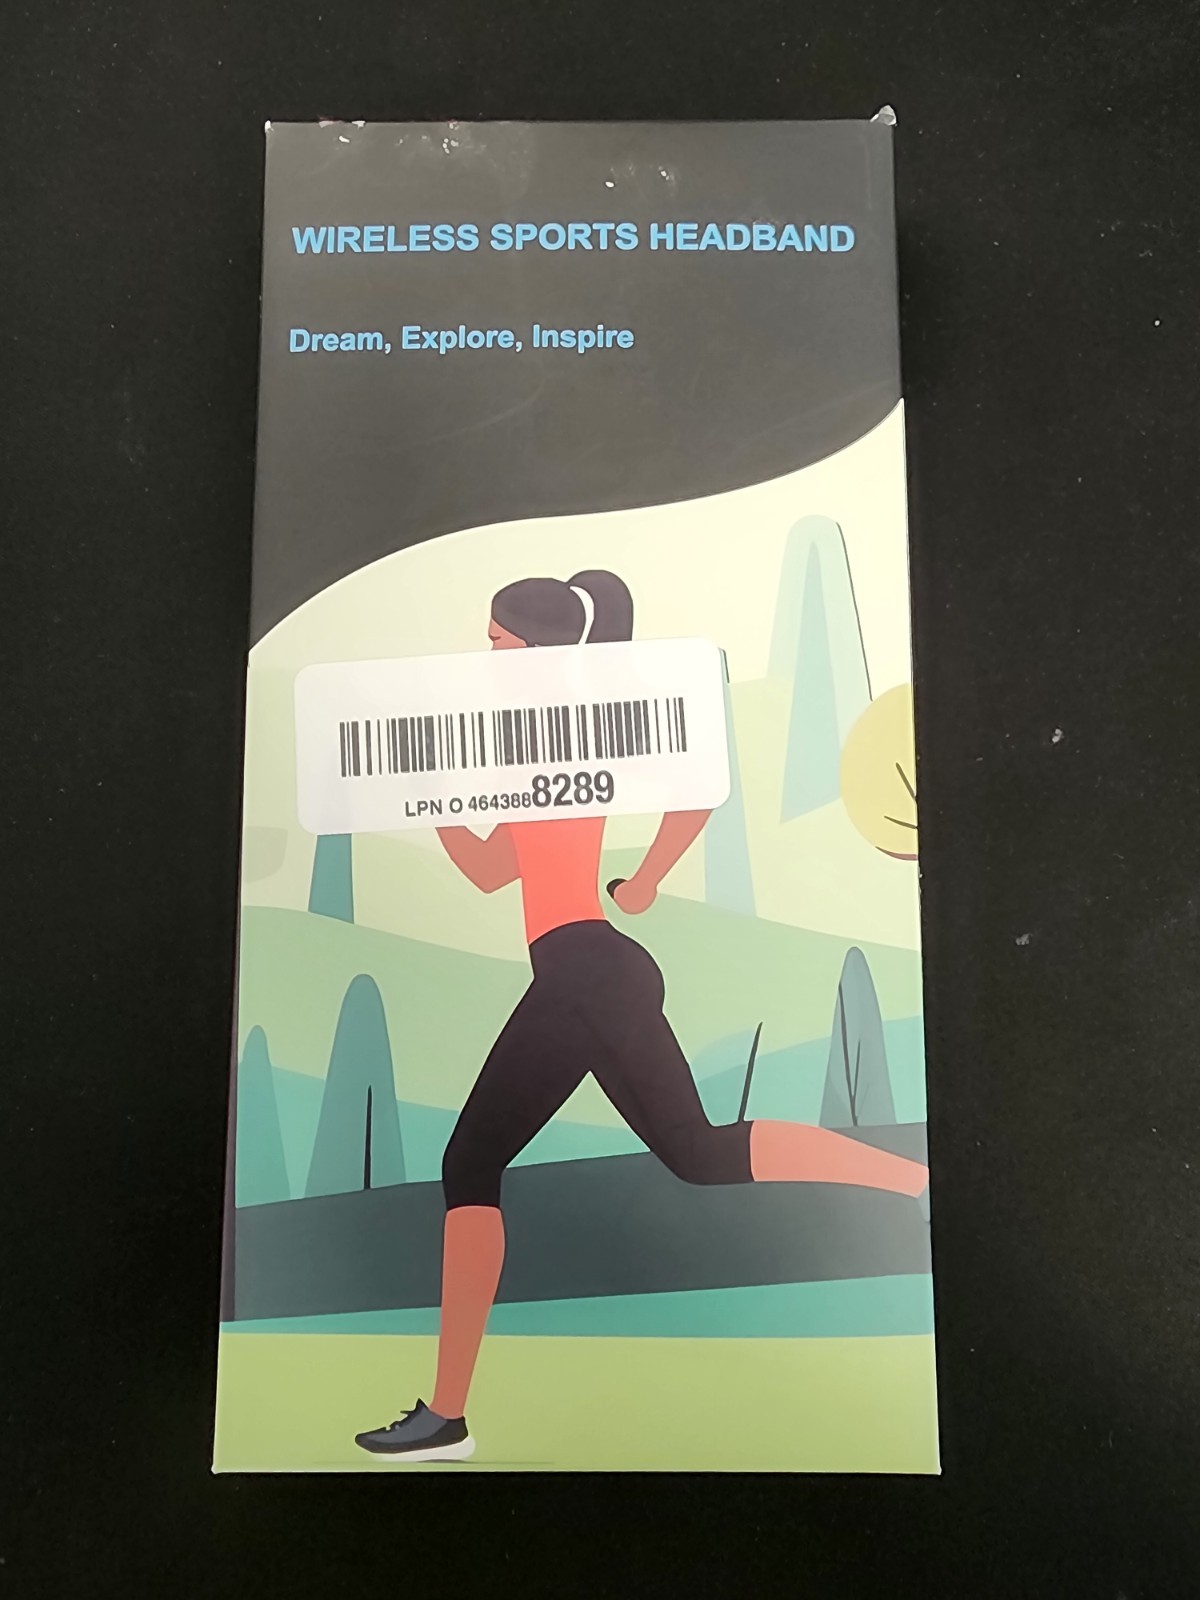 WIRELESS SPORTS HEADBAND
Dream, Explore, Inspire
LPN O 4643888289